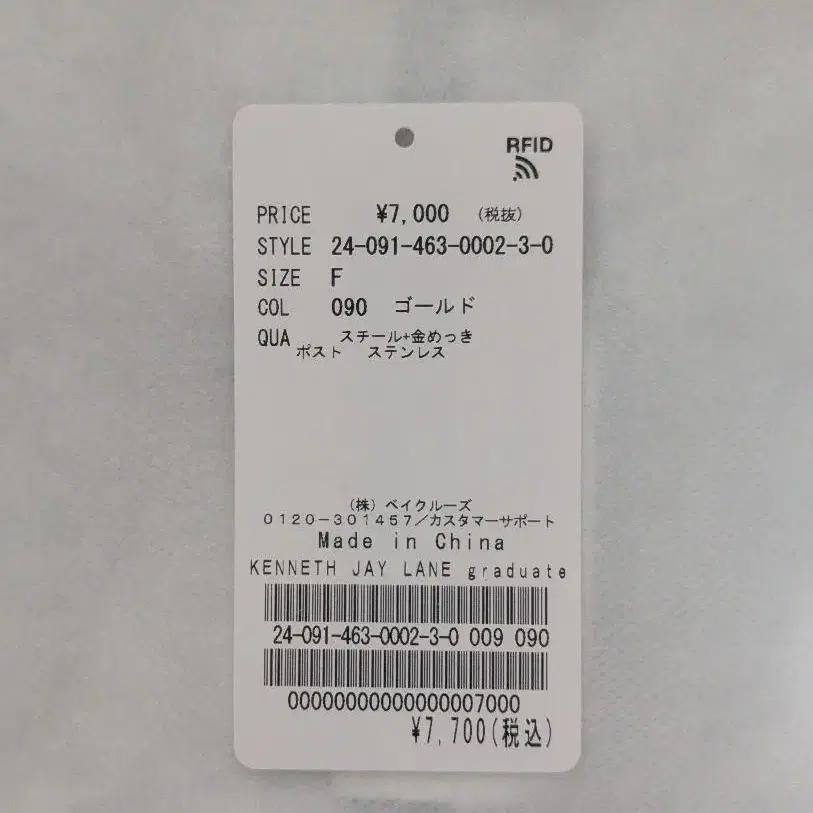 RFID
PRICE ¥7,000 (税抜)
STYLE 24-091-463-0002-3-0
SIZE F
COL 090 ゴールド
QUA スチール+金めっき
ポスト ステンレス
(株) ベイクルーズ
0120-301457/カスタマーサポート
Made in China
KENNETH JAY LANE graduate
24-091-463-0002-3-0 009 090
00000000000000007000
¥7,700(税込)